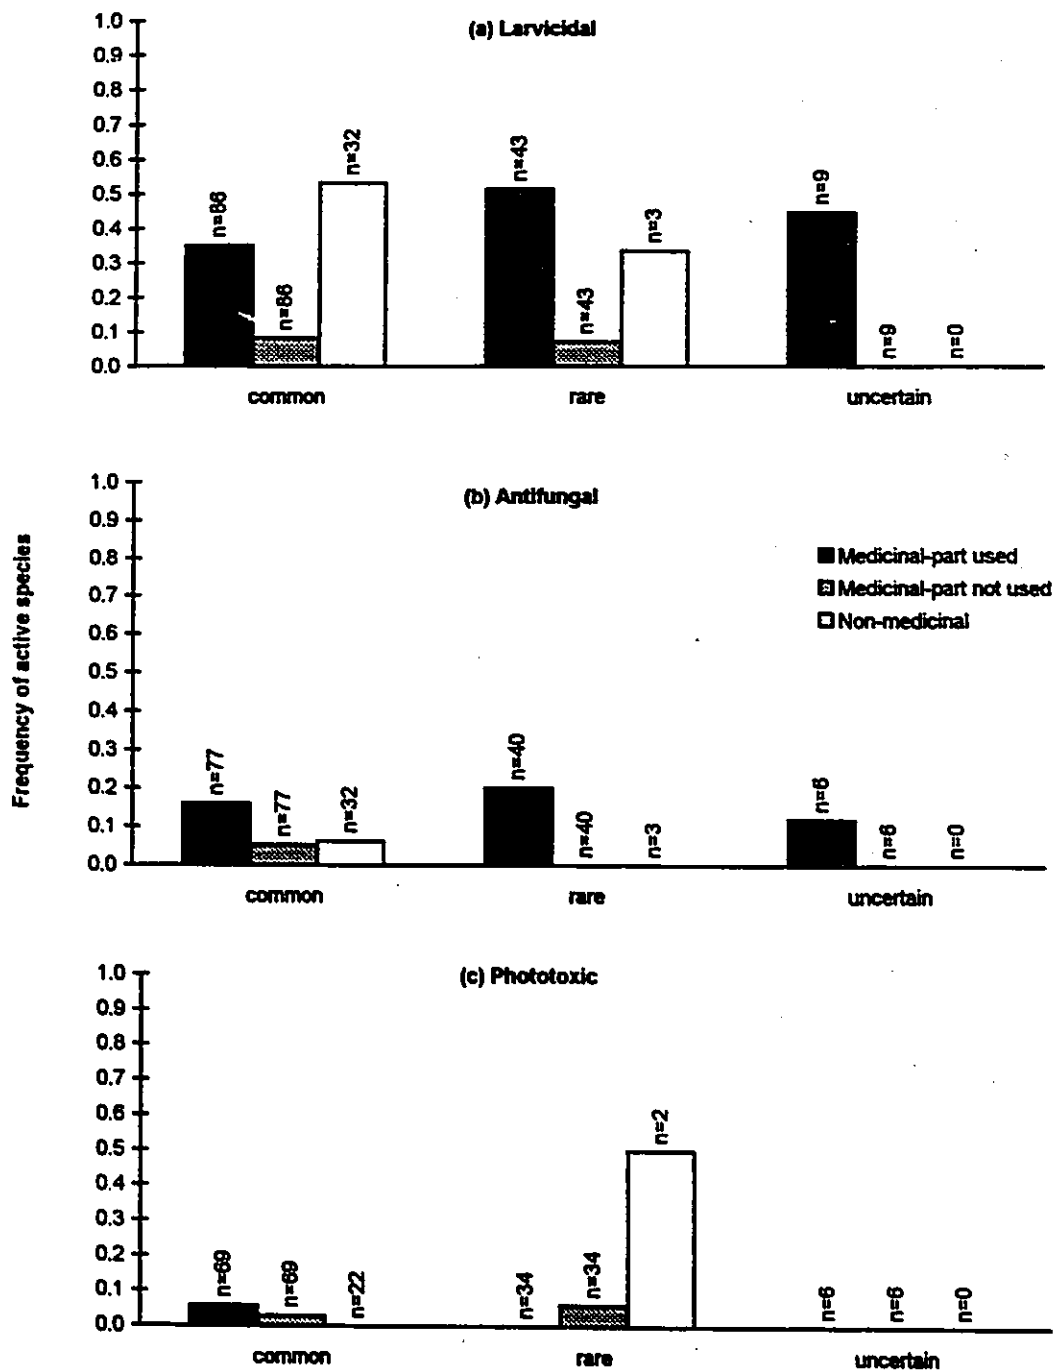 (a) Larvicidal
1.0
0.9
0.8
0.7
0.6
0.5
0.4
0.3
0.2
0.1
0.0
n=86
n=86
n=32
n=43
n=43
n=3
n=9
n=9
n=0
common rare uncertain
Frequency of active species
(b) Antifungal
1.0
0.9
0.8
0.7
0.6
0.5
0.4
0.3
0.2
0.1
0.0
Medicinal-part used
Medicinal-part not used
Non-medicinal
n=77
n=77
n=32
n=40
n=40
n=3
n=6
n=6
n=0
common rare uncertain
(c) Phototoxic
1.0
0.9
0.8
0.7
0.6
0.5
0.4
0.3
0.2
0.1
0.0
n=69
n=69
n=22
n=34
n=34
n=2
n=6
n=6
n=0
common rare uncertain